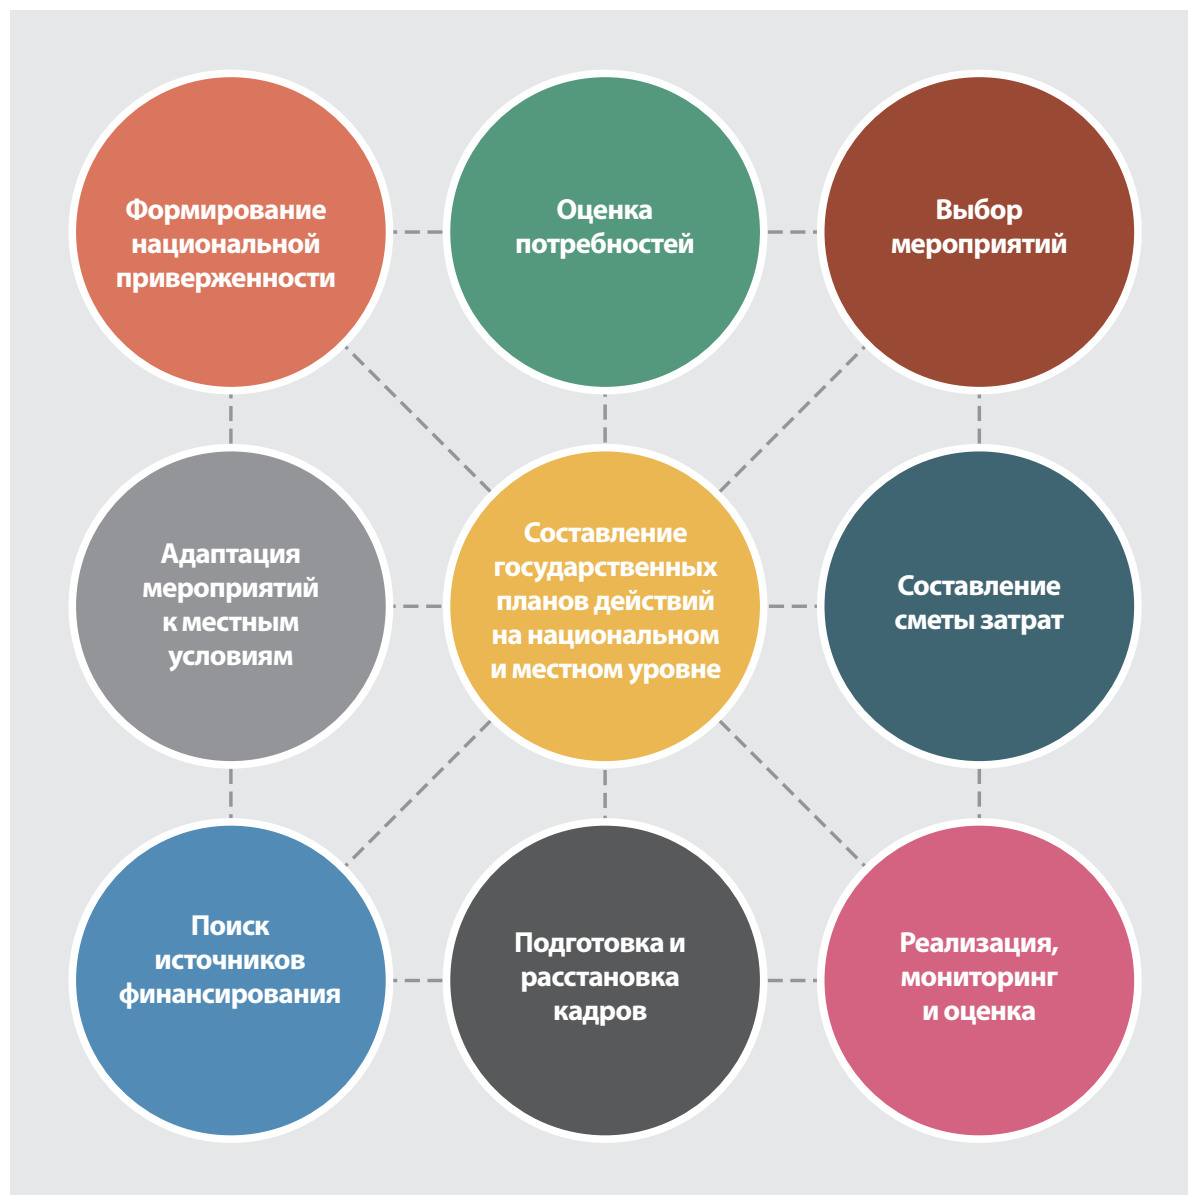 Формирование
национальной
приверженности
Оценка
потребностей
Выбор
мероприятий
Адаптация
мероприятий
к местным
условиям
Составление
государственных
планов действий
на национальном
и местном уровне
Составление
сметы затрат
Поиск
источников
финансирования
Подготовка и
расстановка
кадров
Реализация,
мониторинг
и оценка